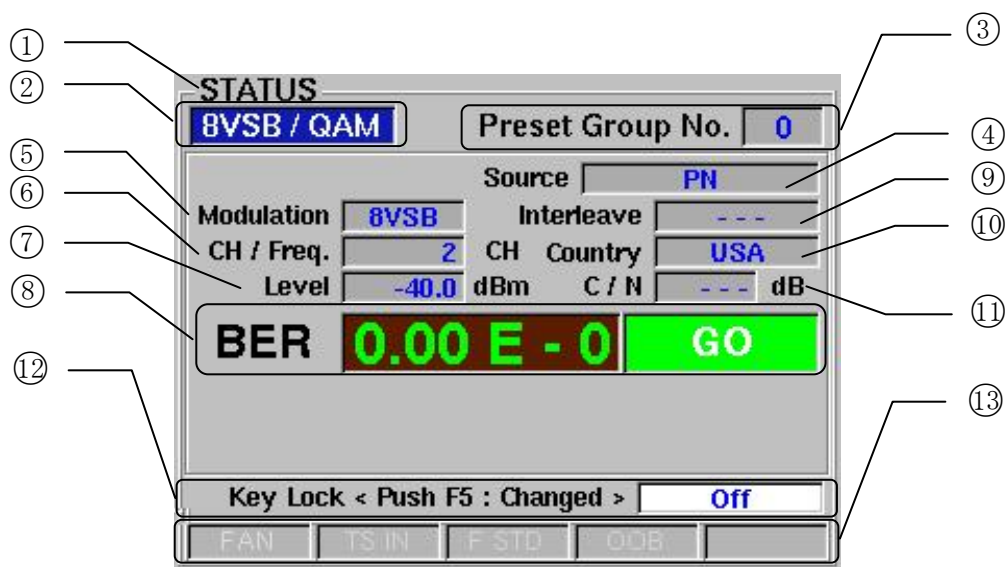 ① STATUS ③
② 8VSB / QAM Preset Group No. 0
④ Source PN
⑤ Modulation 8VSB Interleave - - - ⑨
⑥ CH / Freq. 2 CH Country USA ⑩
⑦ Level -40.0 dBm C / N - - - dB ⑪
⑧ BER 0.00 E - 0 GO
⑫ ⑬
Key Lock < Push F5 : Changed > Off
FAN TS IN F STD OOB